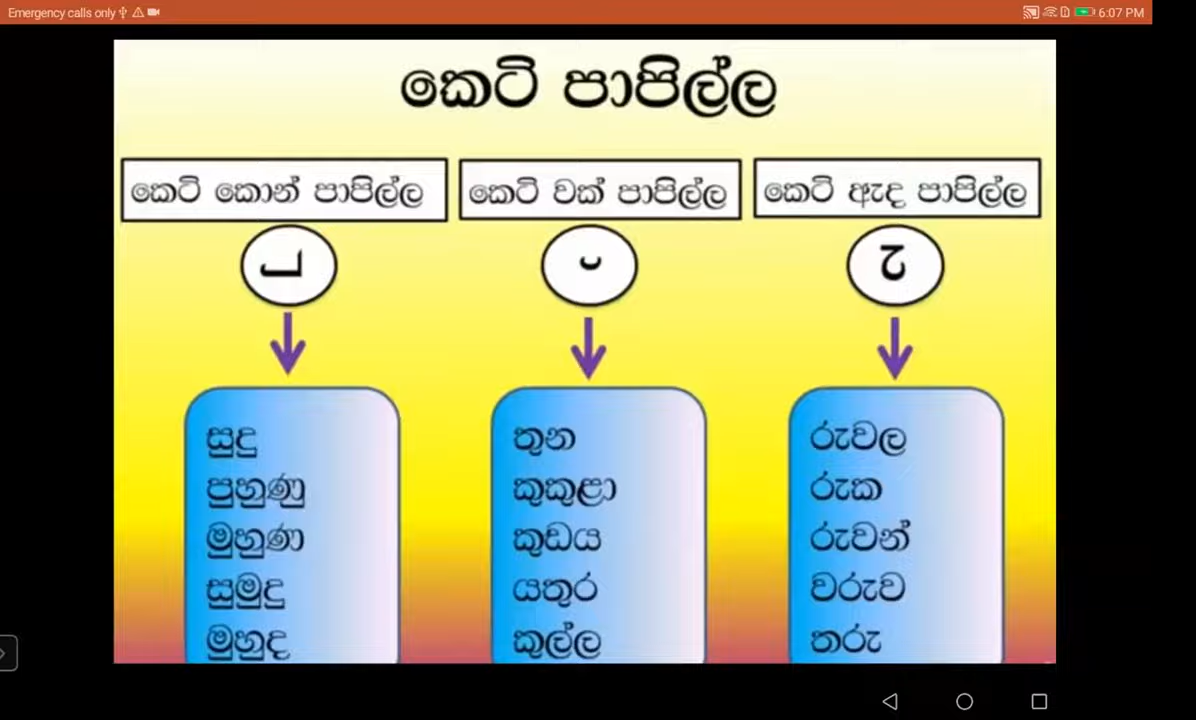 Emergency calls only
6:07 PM
කෙටි පාපිල්ල
කෙටි කොන් පාපිල්ල
කෙටි වක් පාපිල්ල
කෙටි ඇද පාපිල්ල
සුදු
පුහුණු
මුහුණ
සුමුදු
මුහුද
තුන
කුකුළා
කුඩය
යතුර
කුල්ල
රුවල
රුක
රුවන්
වරුව
තරු